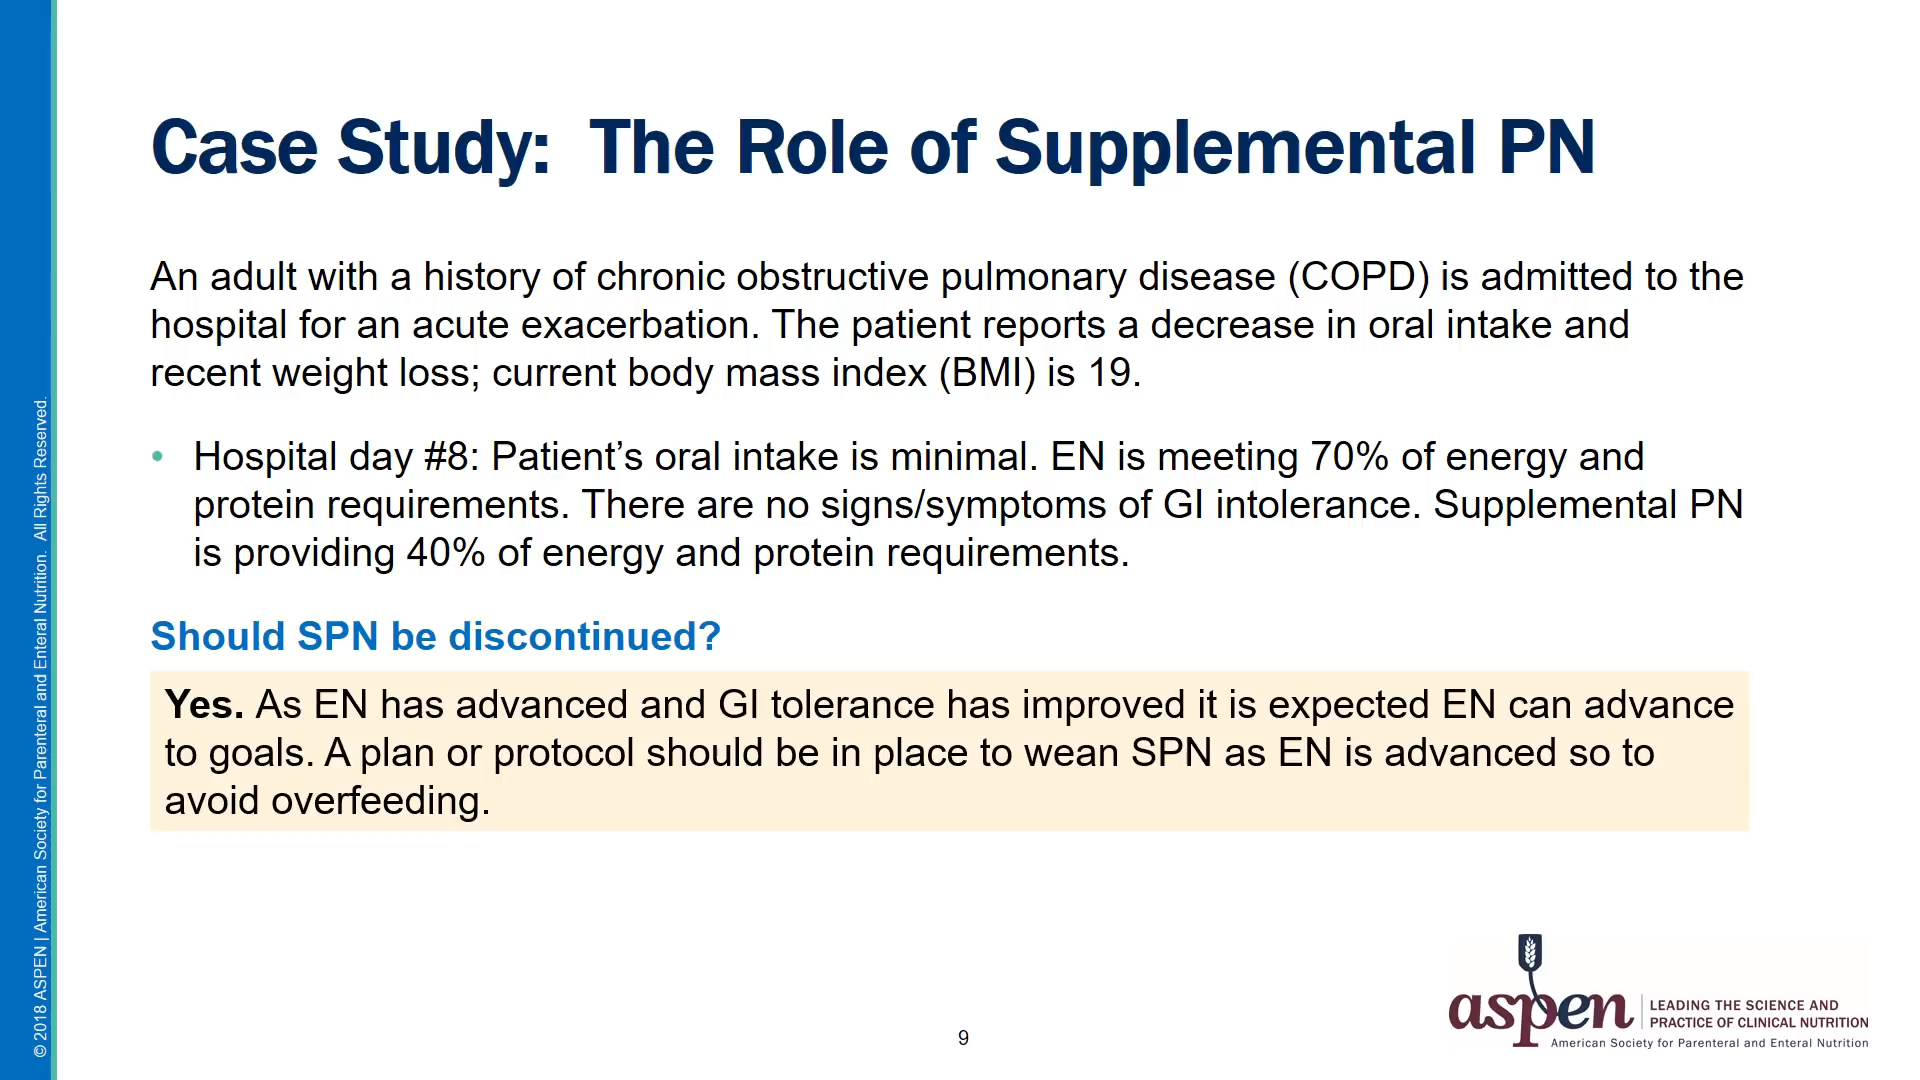 Case Study:  The Role of Supplemental PN
An adult with a history of chronic obstructive pulmonary disease (COPD) is admitted to the
hospital for an acute exacerbation. The patient reports a decrease in oral intake and
recent weight loss; current body mass index (BMI) is 19.
• Hospital day #8: Patient’s oral intake is minimal. EN is meeting 70% of energy and
protein requirements. There are no signs/symptoms of GI intolerance. Supplemental PN
is providing 40% of energy and protein requirements.
Should SPN be discontinued?
Yes. As EN has advanced and GI tolerance has improved it is expected EN can advance
to goals. A plan or protocol should be in place to wean SPN as EN is advanced so to
avoid overfeeding.
© 2018 ASPEN | American Society for Parenteral and Enteral Nutrition.  All Rights Reserved.
9
aspen
LEADING THE SCIENCE AND
PRACTICE OF CLINICAL NUTRITION
American Society for Parenteral and Enteral Nutrition